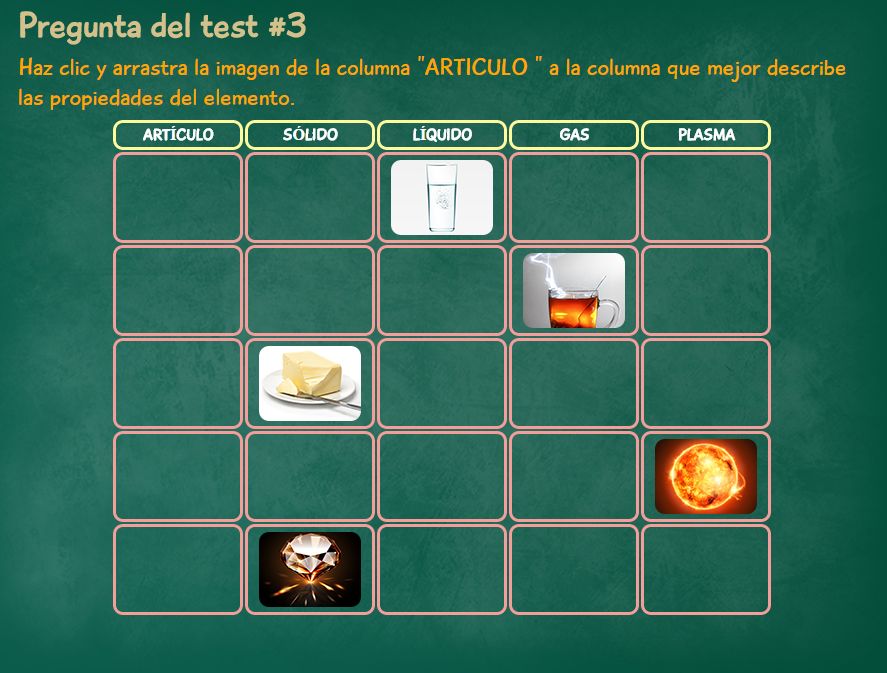 Pregunta del test #3
Haz clic y arrastra la imagen de la columna "ARTICULO " a la columna que mejor describe
las propiedades del elemento.
ARTÍCULO SÓLIDO LÍQUIDO GAS PLASMA